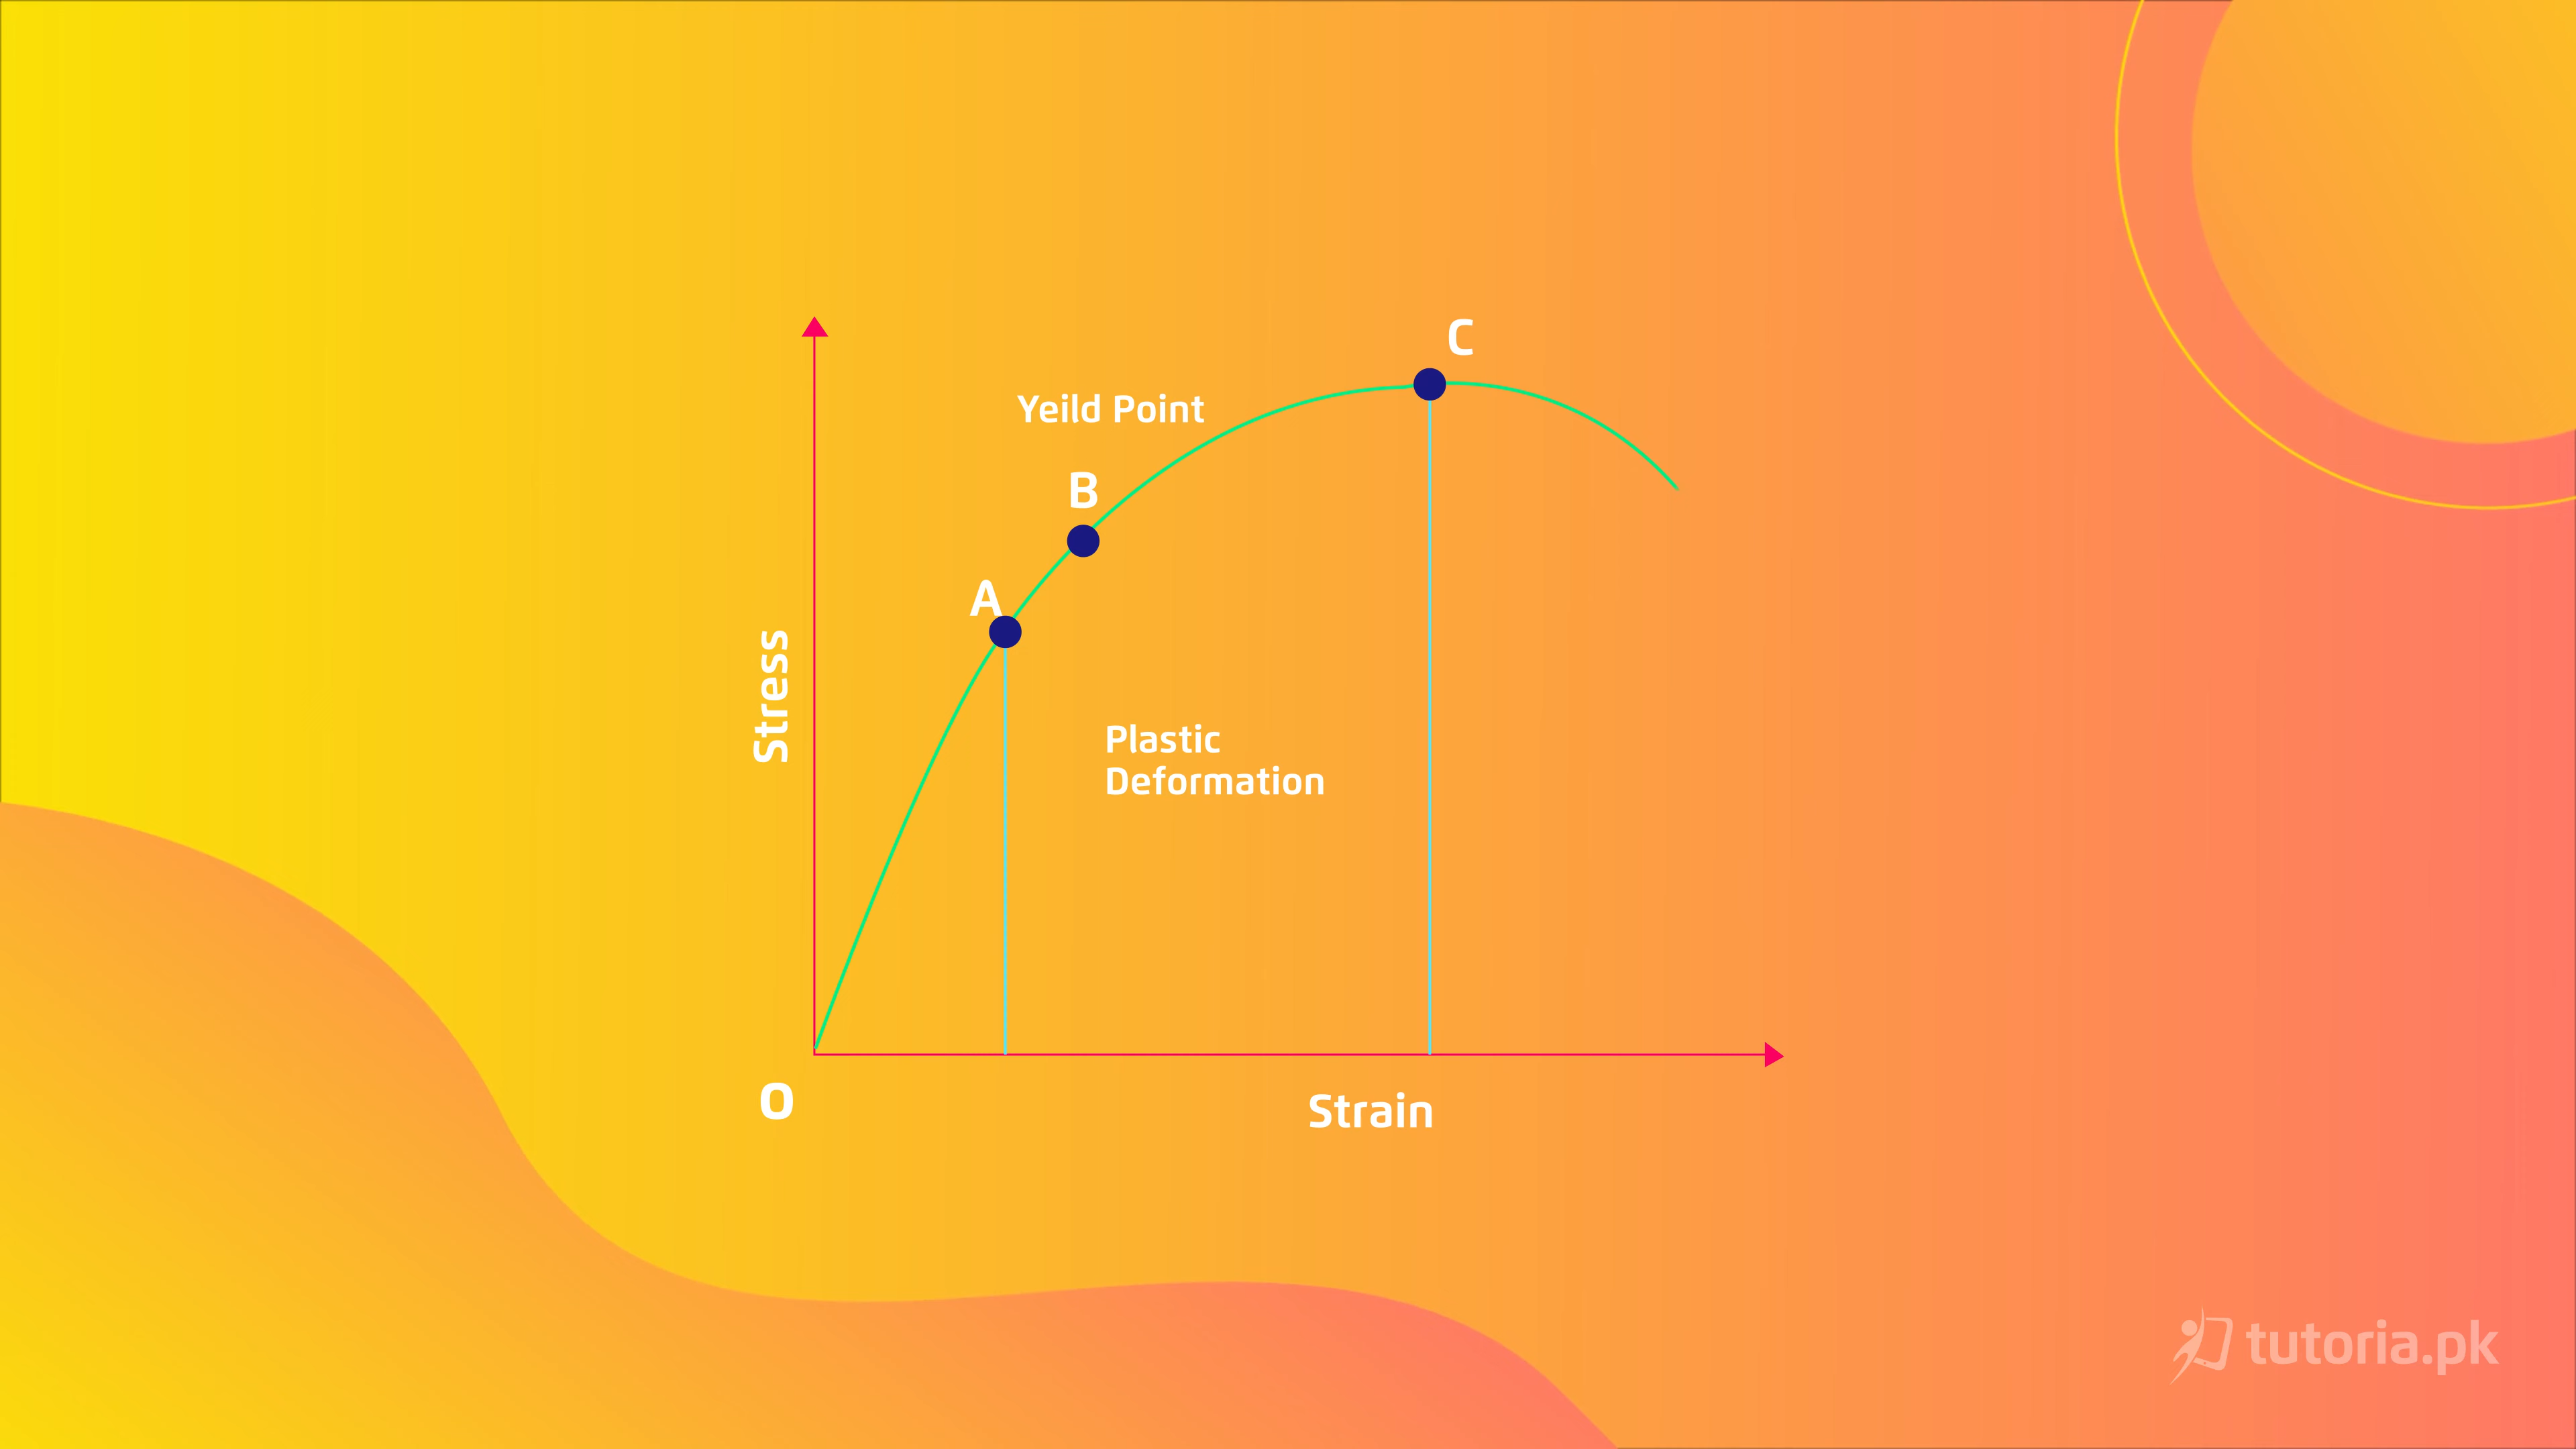 C
Yeild Point
B
A
Stress
Plastic
Deformation
O
Strain
tutoria.pk